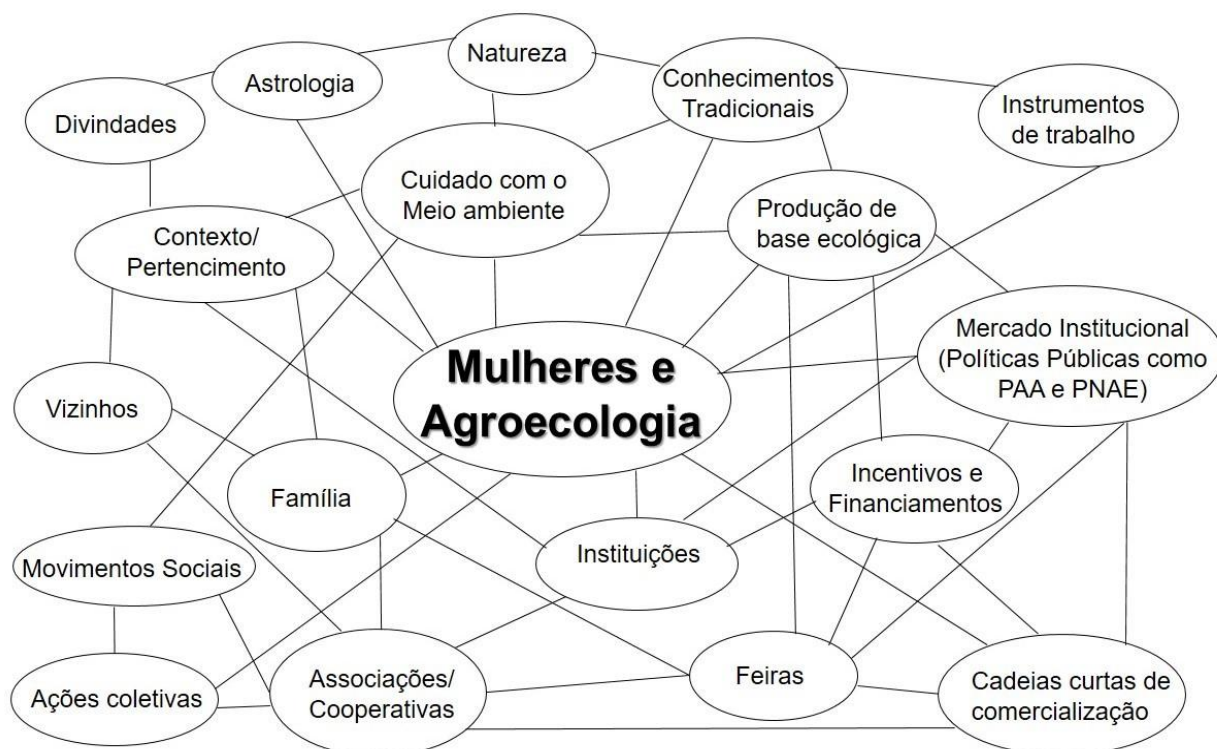 Natureza
Astrologia
Conhecimentos
Tradicionais
Instrumentos
de trabalho
Divindades
Cuidado com o
Meio ambiente
Produção de
base ecológica
Contexto/
Pertencimento
Mercado Institucional
(Políticas Públicas como
PAA e PNAE)
Mulheres e
Agroecologia
Vizinhos
Família
Incentivos e
Financiamentos
Instituições
Movimentos Sociais
Ações coletivas
Associações/
Cooperativas
Feiras
Cadeias curtas de
comercialização